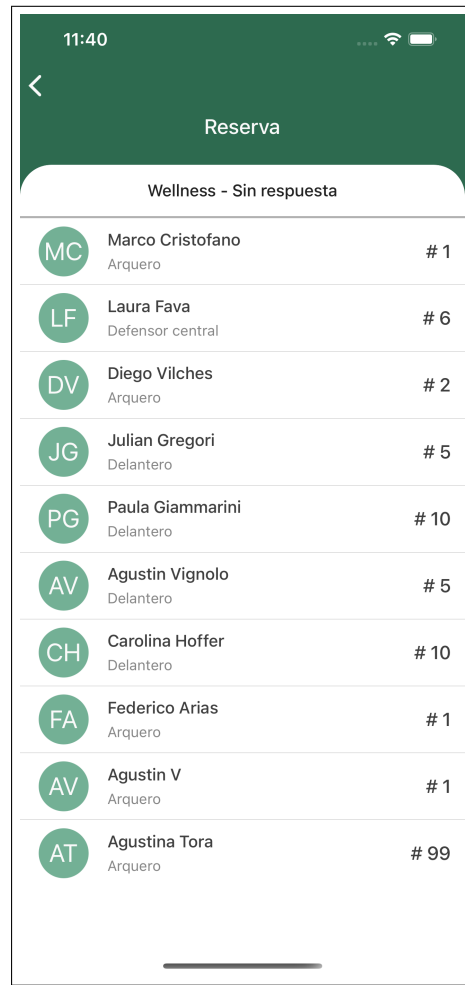 11:40
Reserva
Wellness - Sin respuesta
MC
Marco Cristofano
Arquero
# 1
LF
Laura Fava
Defensor central
# 6
DV
Diego Vilches
Arquero
# 2
JG
Julian Gregori
Delantero
# 5
PG
Paula Giammarini
Delantero
# 10
AV
Agustin Vignolo
Delantero
# 5
CH
Carolina Hoffer
Delantero
# 10
FA
Federico Arias
Arquero
# 1
AV
Agustin V
Arquero
# 1
AT
Agustina Tora
Arquero
# 99